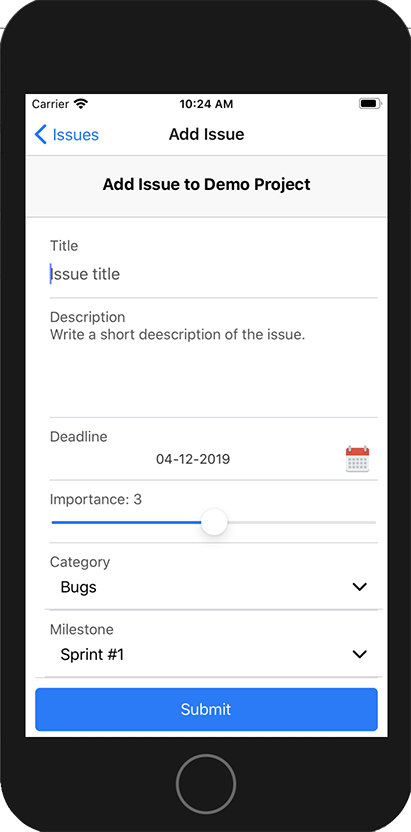 Carrier 10:24 AM
Issues Add Issue
Add Issue to Demo Project
Title
Issue title
Description
Write a short deescription of the issue.
Deadline
04-12-2019
Importance: 3
Category
Bugs
Milestone
Sprint #1
Submit